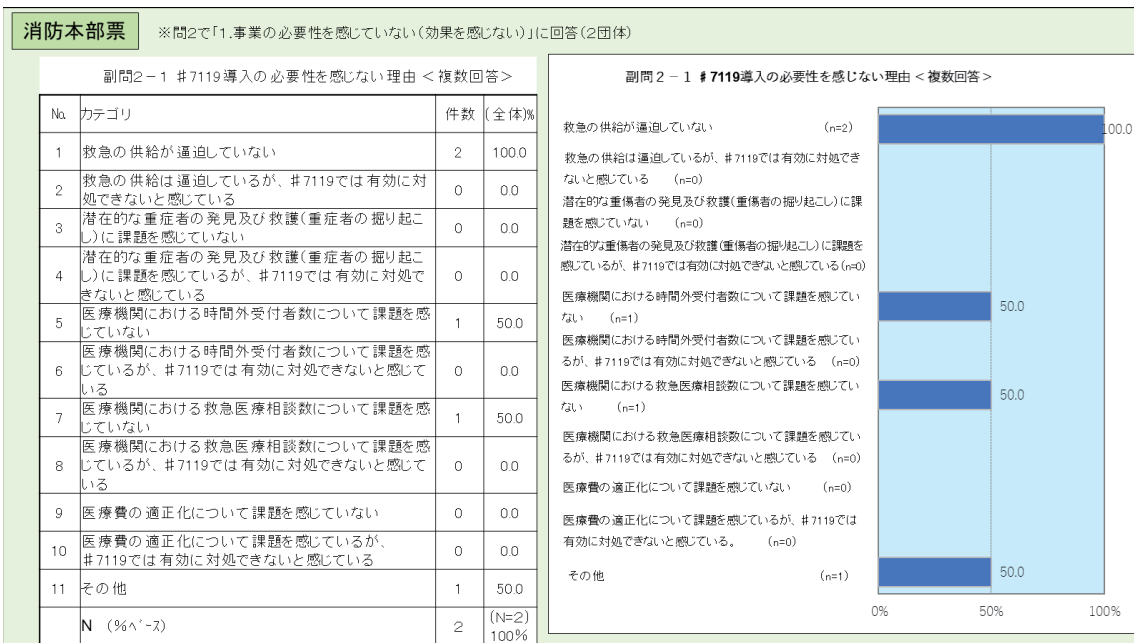 消防本部票
※問2で「1.事業の必要性を感じていない(効果を感じない)」に回答(2団体)
副問2－1 ＃7119導入の必要性を感じない理由＜複数回答＞
№ カテゴリ 件数 (全体)%
1 救急の供給が逼迫していない 2 100.0
2 救急の供給は逼迫しているが、＃7119では有効に対
処できないと感じている 0 0.0
3 潜在的な重症者の発見及び救護(重症者の掘り起こ
し)に課題を感じていない 0 0.0
4 潜在的な重症者の発見及び救護(重症者の掘り起こ
し)に課題を感じているが、＃7119では有効に対処で
きないと感じている 0 0.0
5 医療機関における時間外受付者数について課題を感
じていない 1 50.0
6 医療機関における時間外受付者数について課題を感
じているが、＃7119では有効に対処できないと感じて
いる 0 0.0
7 医療機関における救急医療相談数について課題を感
じていない 1 50.0
8 医療機関における救急医療相談数について課題を感
じているが、＃7119では有効に対処できないと感じて
いる 0 0.0
9 医療費の適正化について課題を感じていない 0 0.0
10 医療費の適正化について課題を感じているが、
＃7119では有効に対処できないと感じている 0 0.0
11 その他 1 50.0
N (%ﾍﾞｰｽ) 2 (N=2)
100%
副問２－１ ＃7119導入の必要性を感じない理由＜複数回答＞
救急の供給が逼迫していない (n=2) 100.0
救急の供給は逼迫しているが、＃7119では有効に対処でき
ないと感じている (n=0)
潜在的な重傷者の発見及び救護(重傷者の掘り起こし)に課
題を感じていない (n=0)
潜在的な重傷者の発見及び救護(重傷者の掘り起こし)に課題を
感じているが、＃7119では有効に対処できないと感じている(n=0)
医療機関における時間外受付者数について課題を感じてい
ない (n=1) 50.0
医療機関における時間外受付者数について課題を感じてい
るが、＃7119では有効に対処できないと感じている (n=0)
医療機関における救急医療相談数について課題を感じてい
ない (n=1) 50.0
医療機関における救急医療相談数について課題を感じてい
るが、＃7119では有効に対処できないと感じている (n=0)
医療費の適正化について課題を感じていない (n=0)
医療費の適正化について課題を感じているが、＃7119では
有効に対処できないと感じている。 (n=0)
その他 (n=1) 50.0
0% 50% 100%